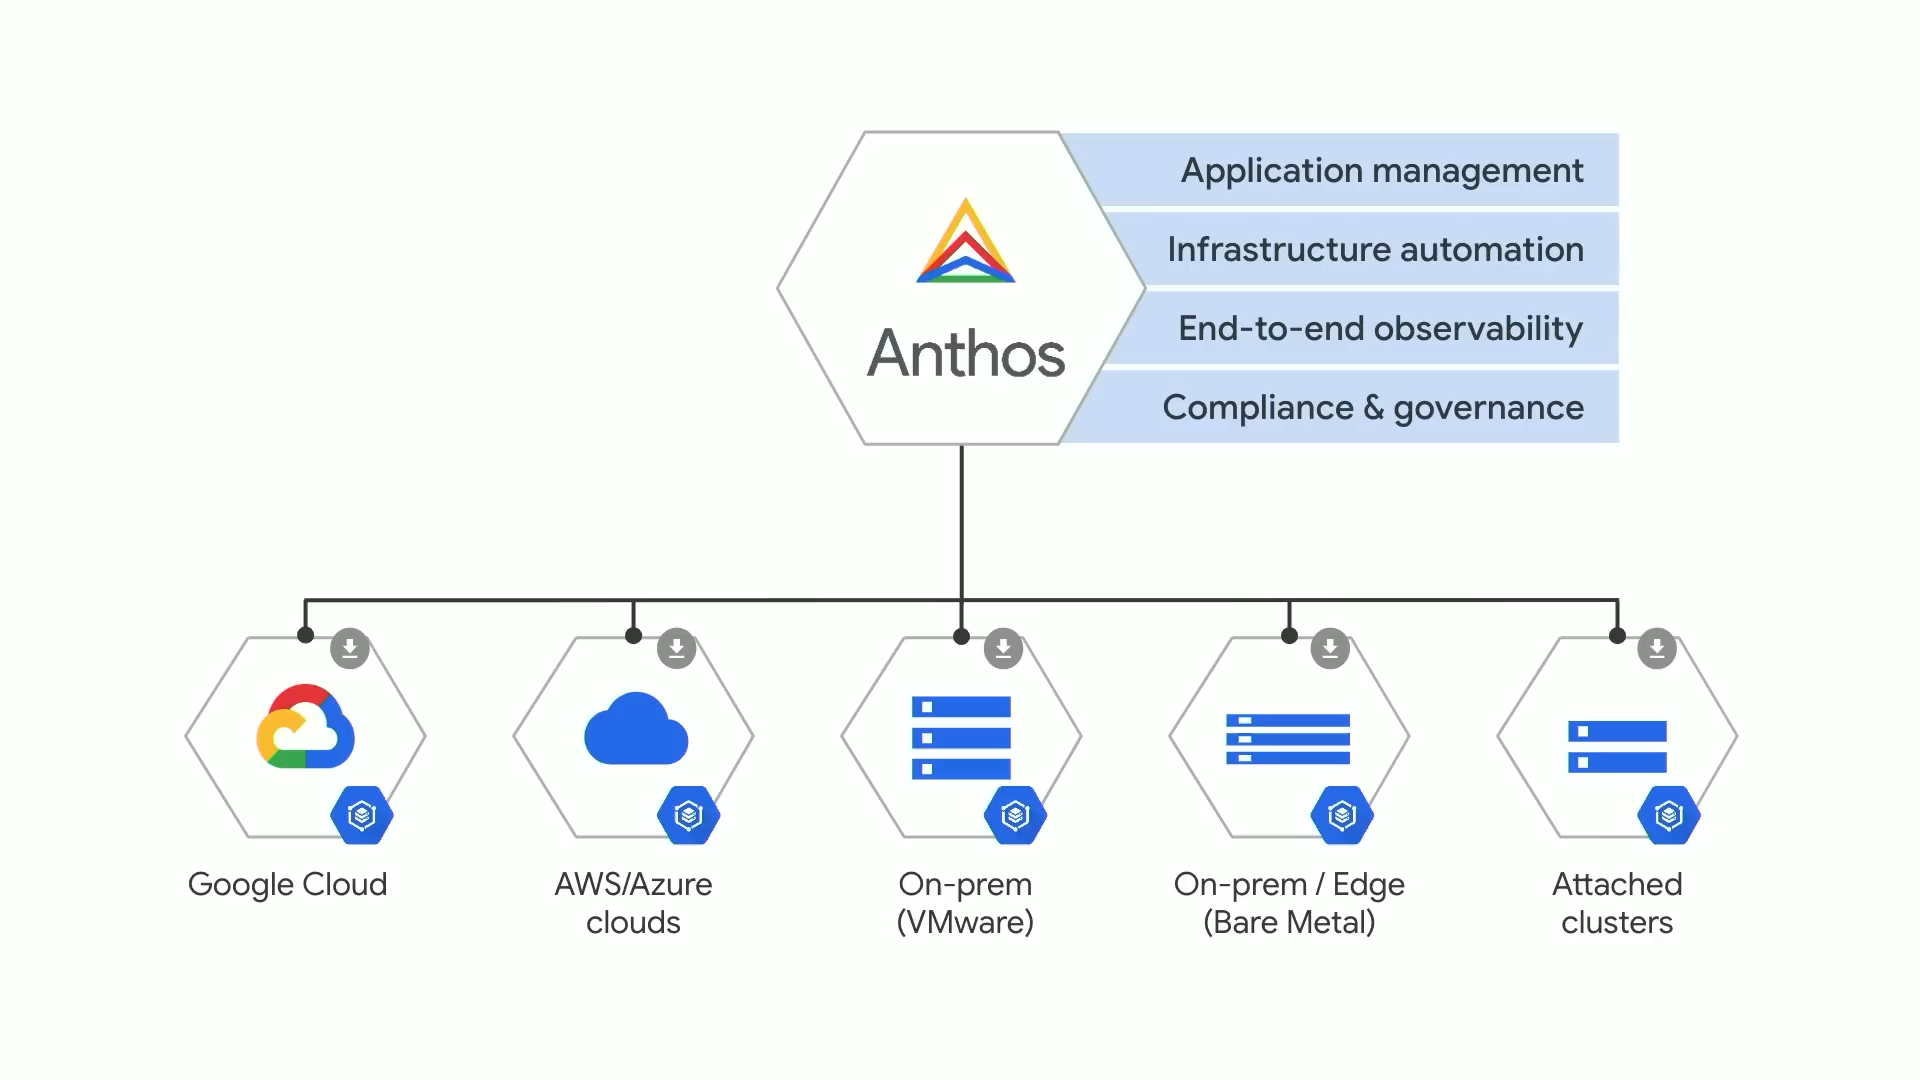 Application management
Infrastructure automation
End-to-end observability
Compliance & governance
Anthos
Google Cloud
AWS/Azure
clouds
On-prem
(VMware)
On-prem / Edge
(Bare Metal)
Attached
clusters